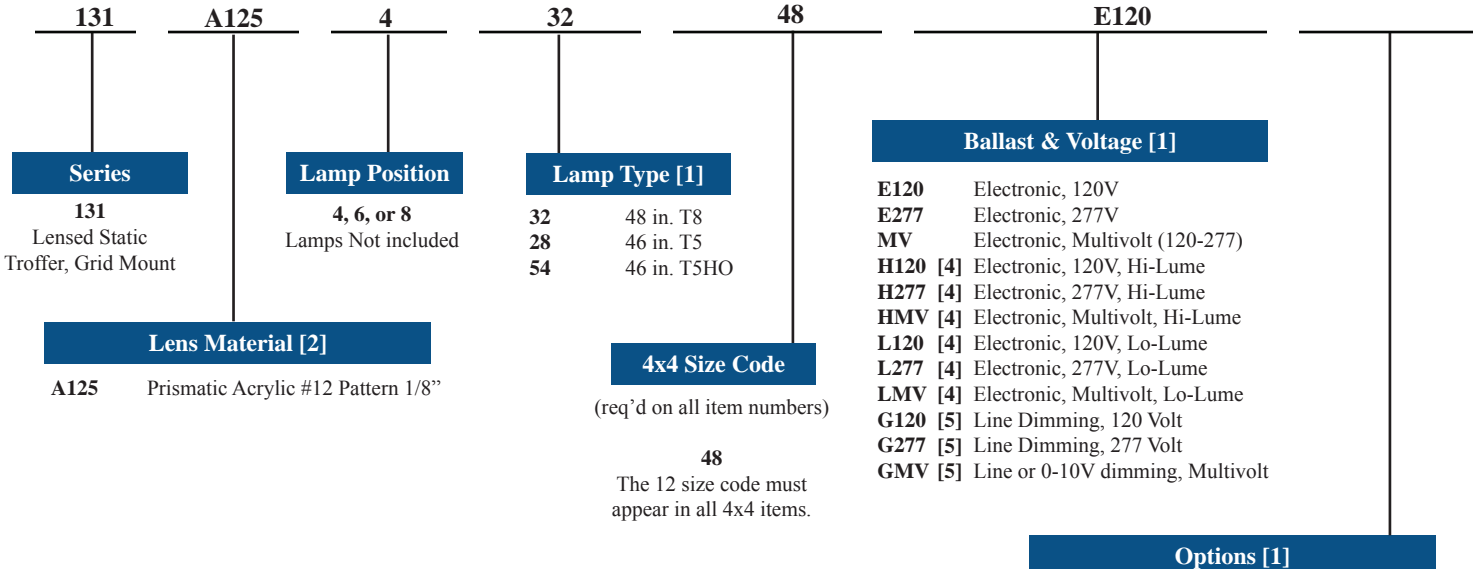 131 A125 4 32 48 E120
Series
131
Lensed Static
Troffer, Grid Mount
Lens Material [2]
A125 Prismatic Acrylic #12 Pattern 1/8”
Lamp Position
4, 6, or 8
Lamps Not included
Lamp Type [1]
32 48 in. T8
28 46 in. T5
54 46 in. T5HO
4x4 Size Code
(req’d on all item numbers)
48
The 12 size code must
appear in all 4x4 items.
Ballast & Voltage [1]
E120 Electronic, 120V
E277 Electronic, 277V
MV Electronic, Multivolt (120-277)
H120 [4] Electronic, 120V, Hi-Lume
H277 [4] Electronic, 277V, Hi-Lume
HMV [4] Electronic, Multivolt, Hi-Lume
L120 [4] Electronic, 120V, Lo-Lume
L277 [4] Electronic, 277V, Lo-Lume
LMV [4] Electronic, Multivolt, Lo-Lume
G120 [5] Line Dimming, 120 Volt
G277 [5] Line Dimming, 277 Volt
GMV [5] Line or 0-10V dimming, Multivolt
Options [1]